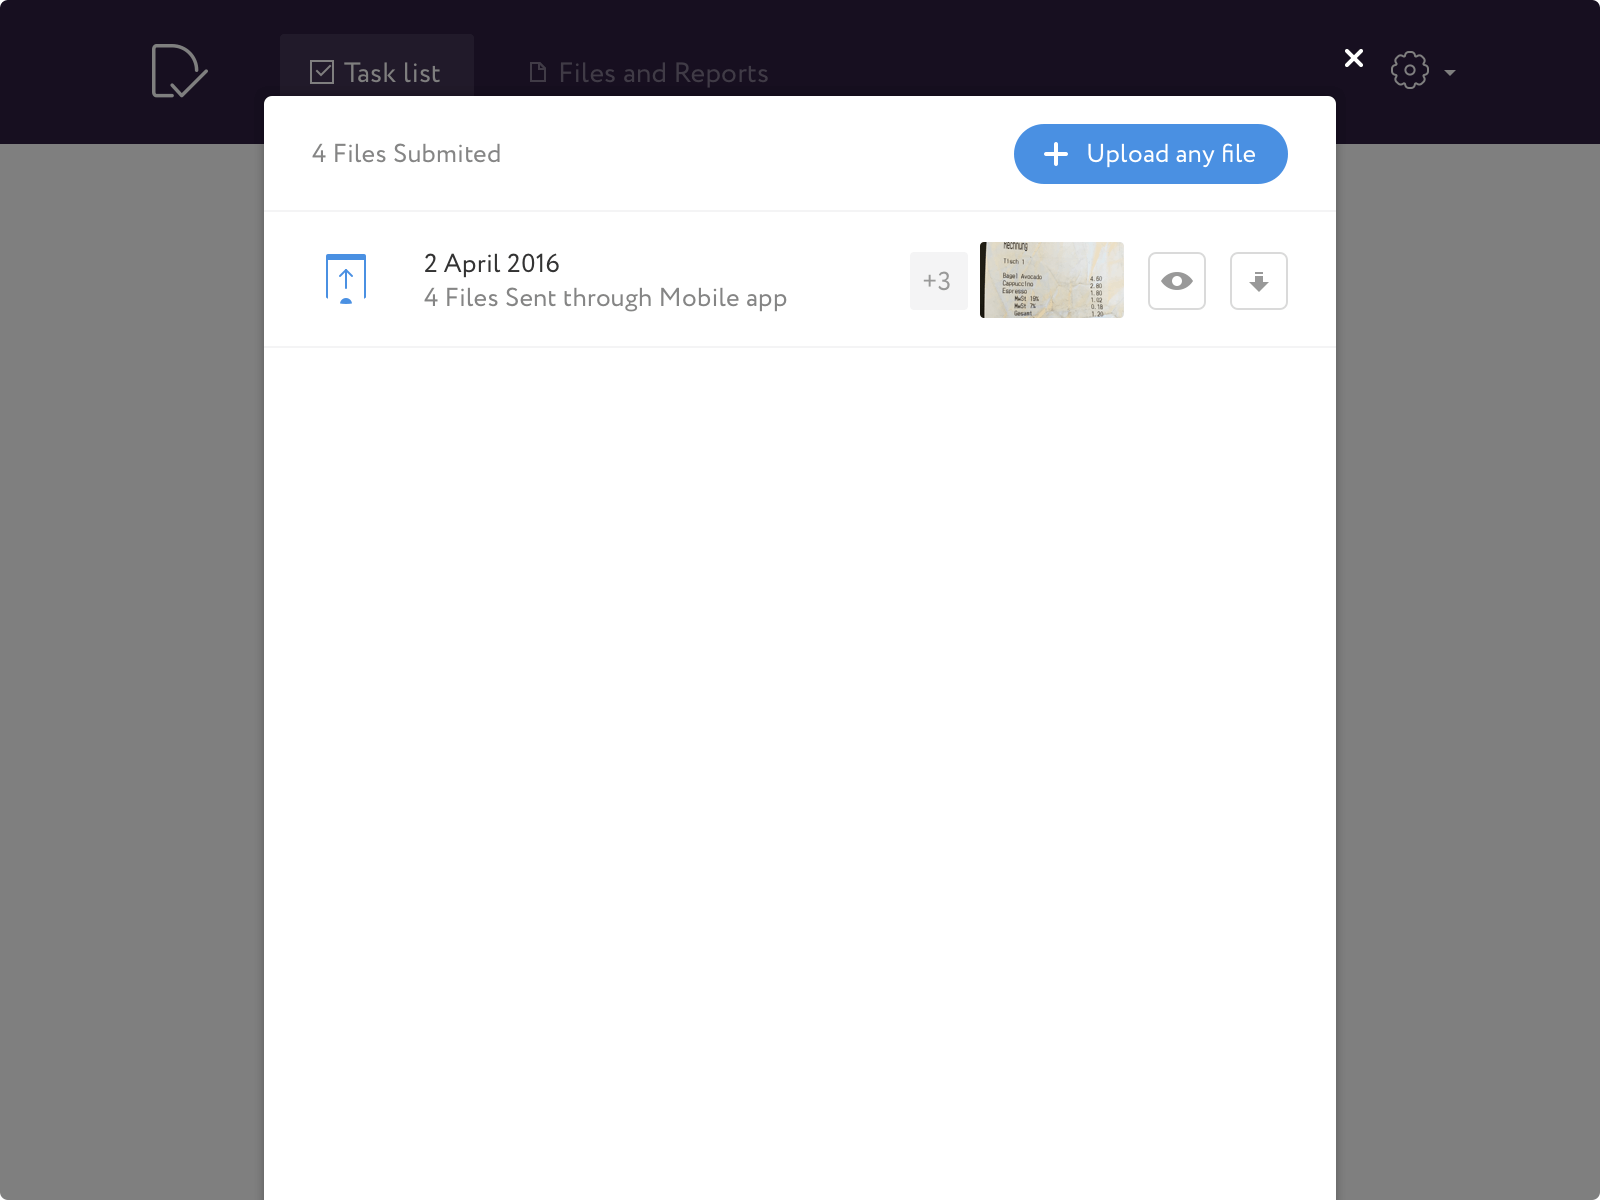 Task list
Files and Reports
4 Files Submited
Upload any file
2 April 2016
4 Files Sent through Mobile app
+3
Rechnung
Tisch 1
Bagel Avocado 4.60
Cappuccino 2.80
Espresso 1.80
MwSt 19% 1.02
MwSt 7% 0.18
Gesamt 1.20